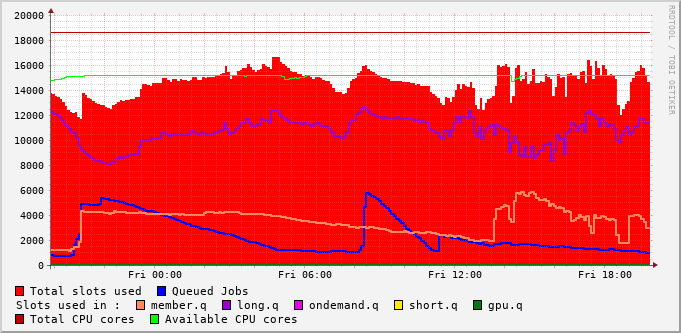 20000
18000
16000
14000
12000
10000
8000
6000
4000
2000
0
Fri 00:00 Fri 06:00 Fri 12:00 Fri 18:00
RRDTOOL / TOBI OETIKER
Total slots used Queued Jobs
Slots used in : member.q long.q ondemand.q short.q gpu.q
Total CPU cores Available CPU cores